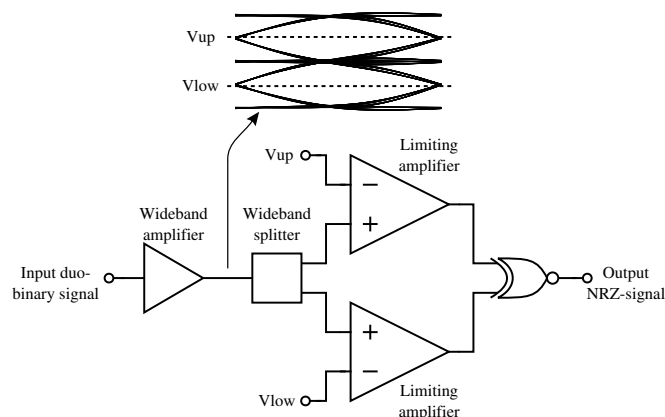 Vup
Vlow
Limiting
amplifier
Vup
−
+
Wideband
amplifier
Wideband
splitter
Input duo-
binary signal
Output
NRZ-signal
+
−
Vlow
Limiting
amplifier